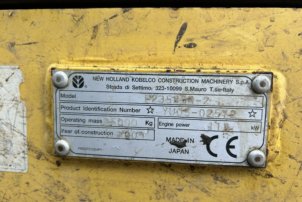 NEW HOLLAND KOBELCO CONSTRUCTION MACHINERY S.p.A.
Strada di Settimo, 323-10099 S.Mauro T.se-Italy
Model
Product Identification Number
Operating mass Kg Engine power kW
Year of construction
MADE IN
JAPAN
CE